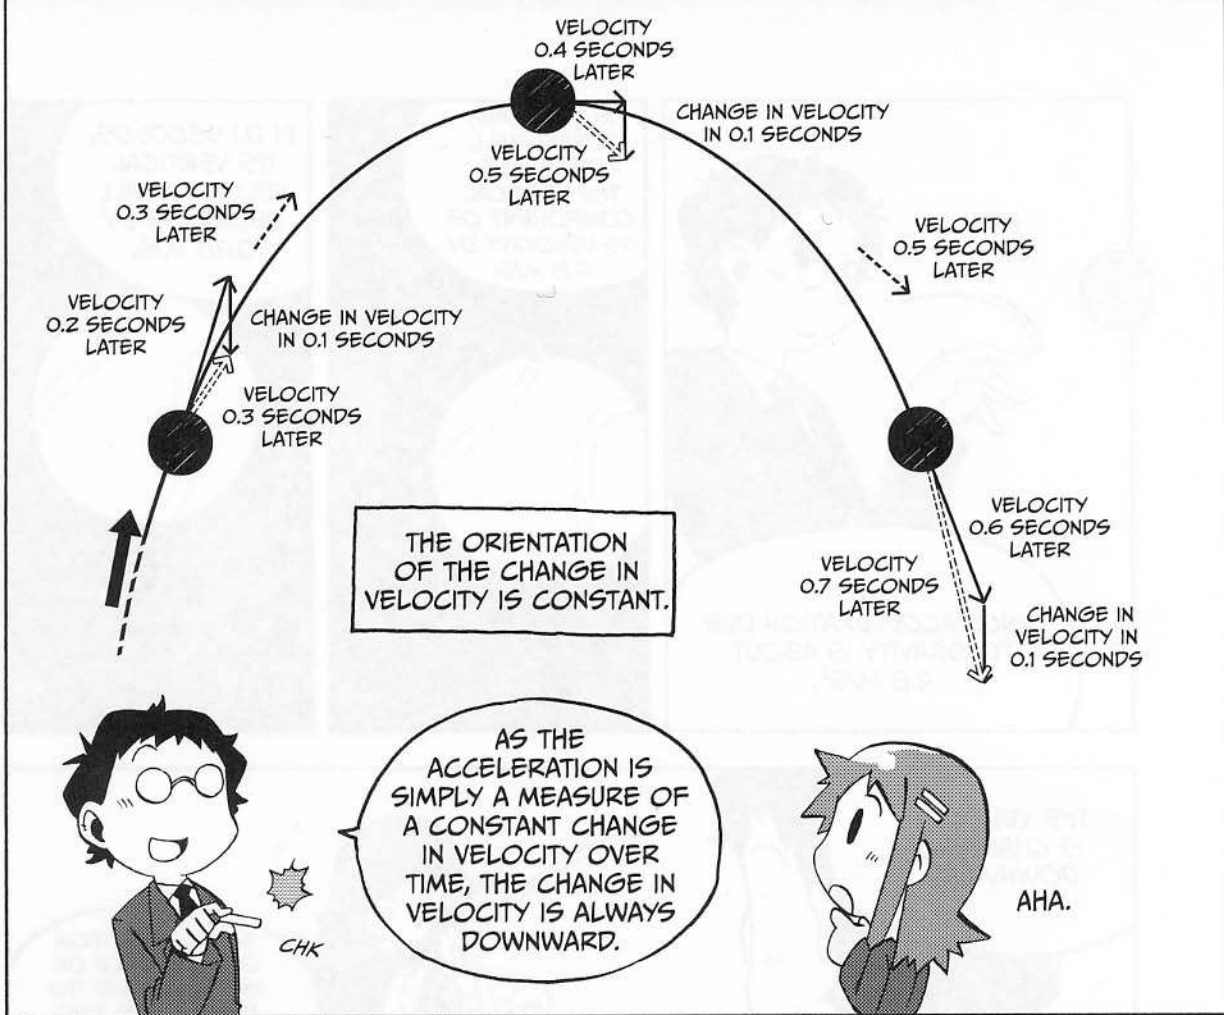 VELOCITY
0.4 SECONDS
LATER
CHANGE IN VELOCITY
IN 0.1 SECONDS
VELOCITY
0.5 SECONDS
LATER
VELOCITY
0.3 SECONDS
LATER
VELOCITY
0.5 SECONDS
LATER
VELOCITY
0.2 SECONDS
LATER
CHANGE IN VELOCITY
IN 0.1 SECONDS
VELOCITY
0.3 SECONDS
LATER
VELOCITY
0.6 SECONDS
LATER
VELOCITY
0.7 SECONDS
LATER
CHANGE IN
VELOCITY IN
0.1 SECONDS
THE ORIENTATION
OF THE CHANGE IN
VELOCITY IS CONSTANT.
AS THE
ACCELERATION IS
SIMPLY A MEASURE OF
A CONSTANT CHANGE
IN VELOCITY OVER
TIME, THE CHANGE IN
VELOCITY IS ALWAYS
DOWNWARD.
CHK
AHA.